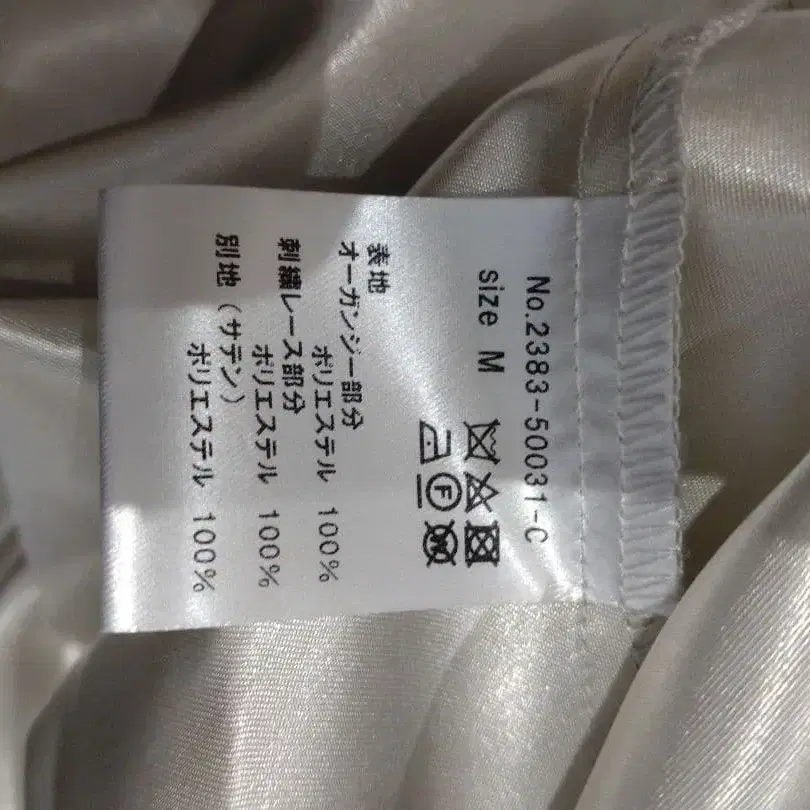 No.2383-50031-C
size M
F
W
表地
オーガンジー部分
ポリエステル 100%
刺繍レース部分
ポリエステル 100%
別地(サテン)
ポリエステル 100%